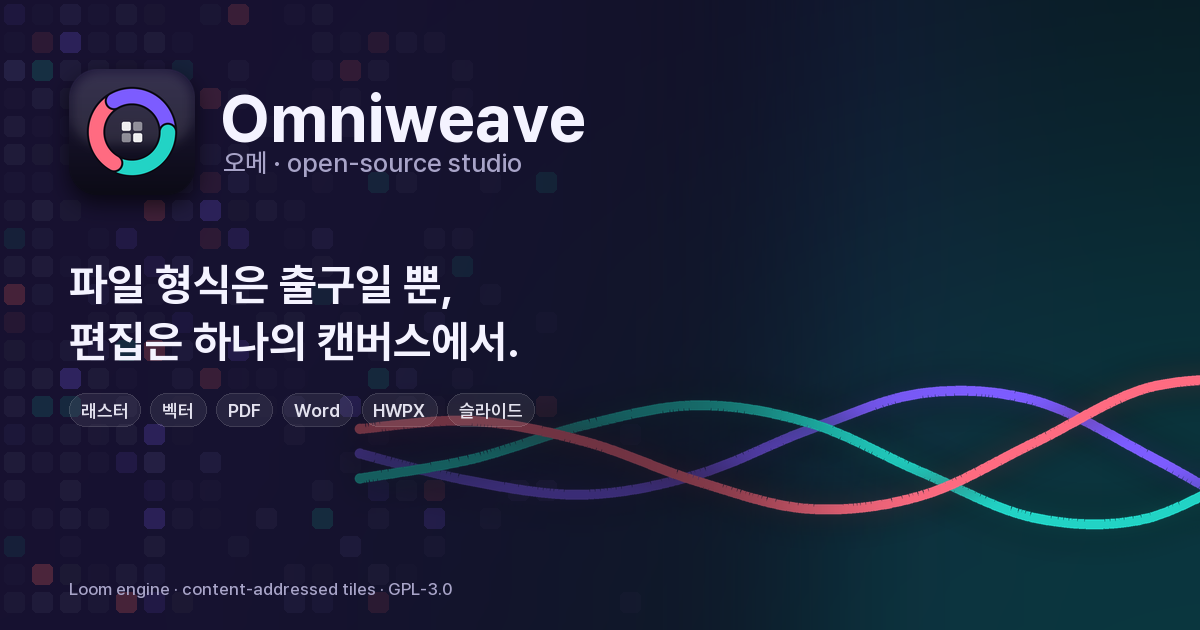 Omniweave
오메 · open-source studio
파일 형식은 출구일 뿐,
편집은 하나의 캔버스에서.
래스터 벡터 PDF Word HWPX 슬라이드
Loom engine · content-addressed tiles · GPL-3.0